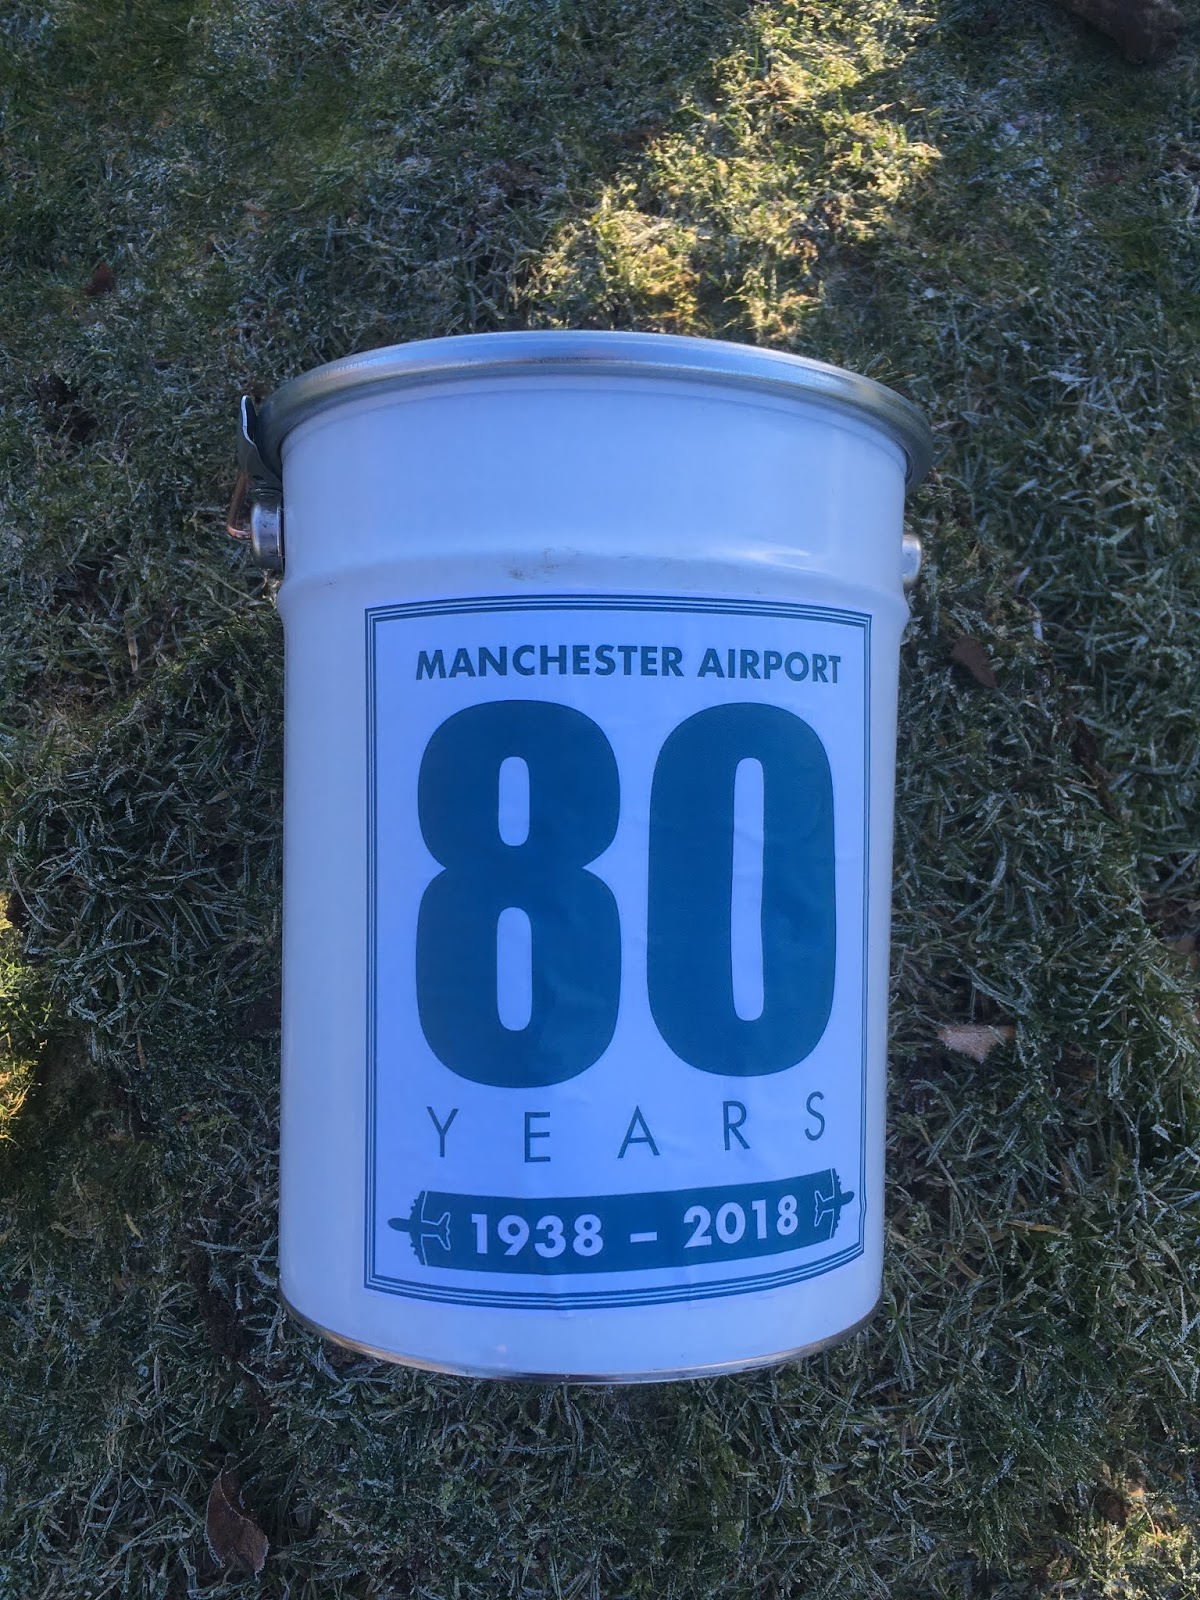 MANCHESTER AIRPORT
80
YEARS
1938 – 2018